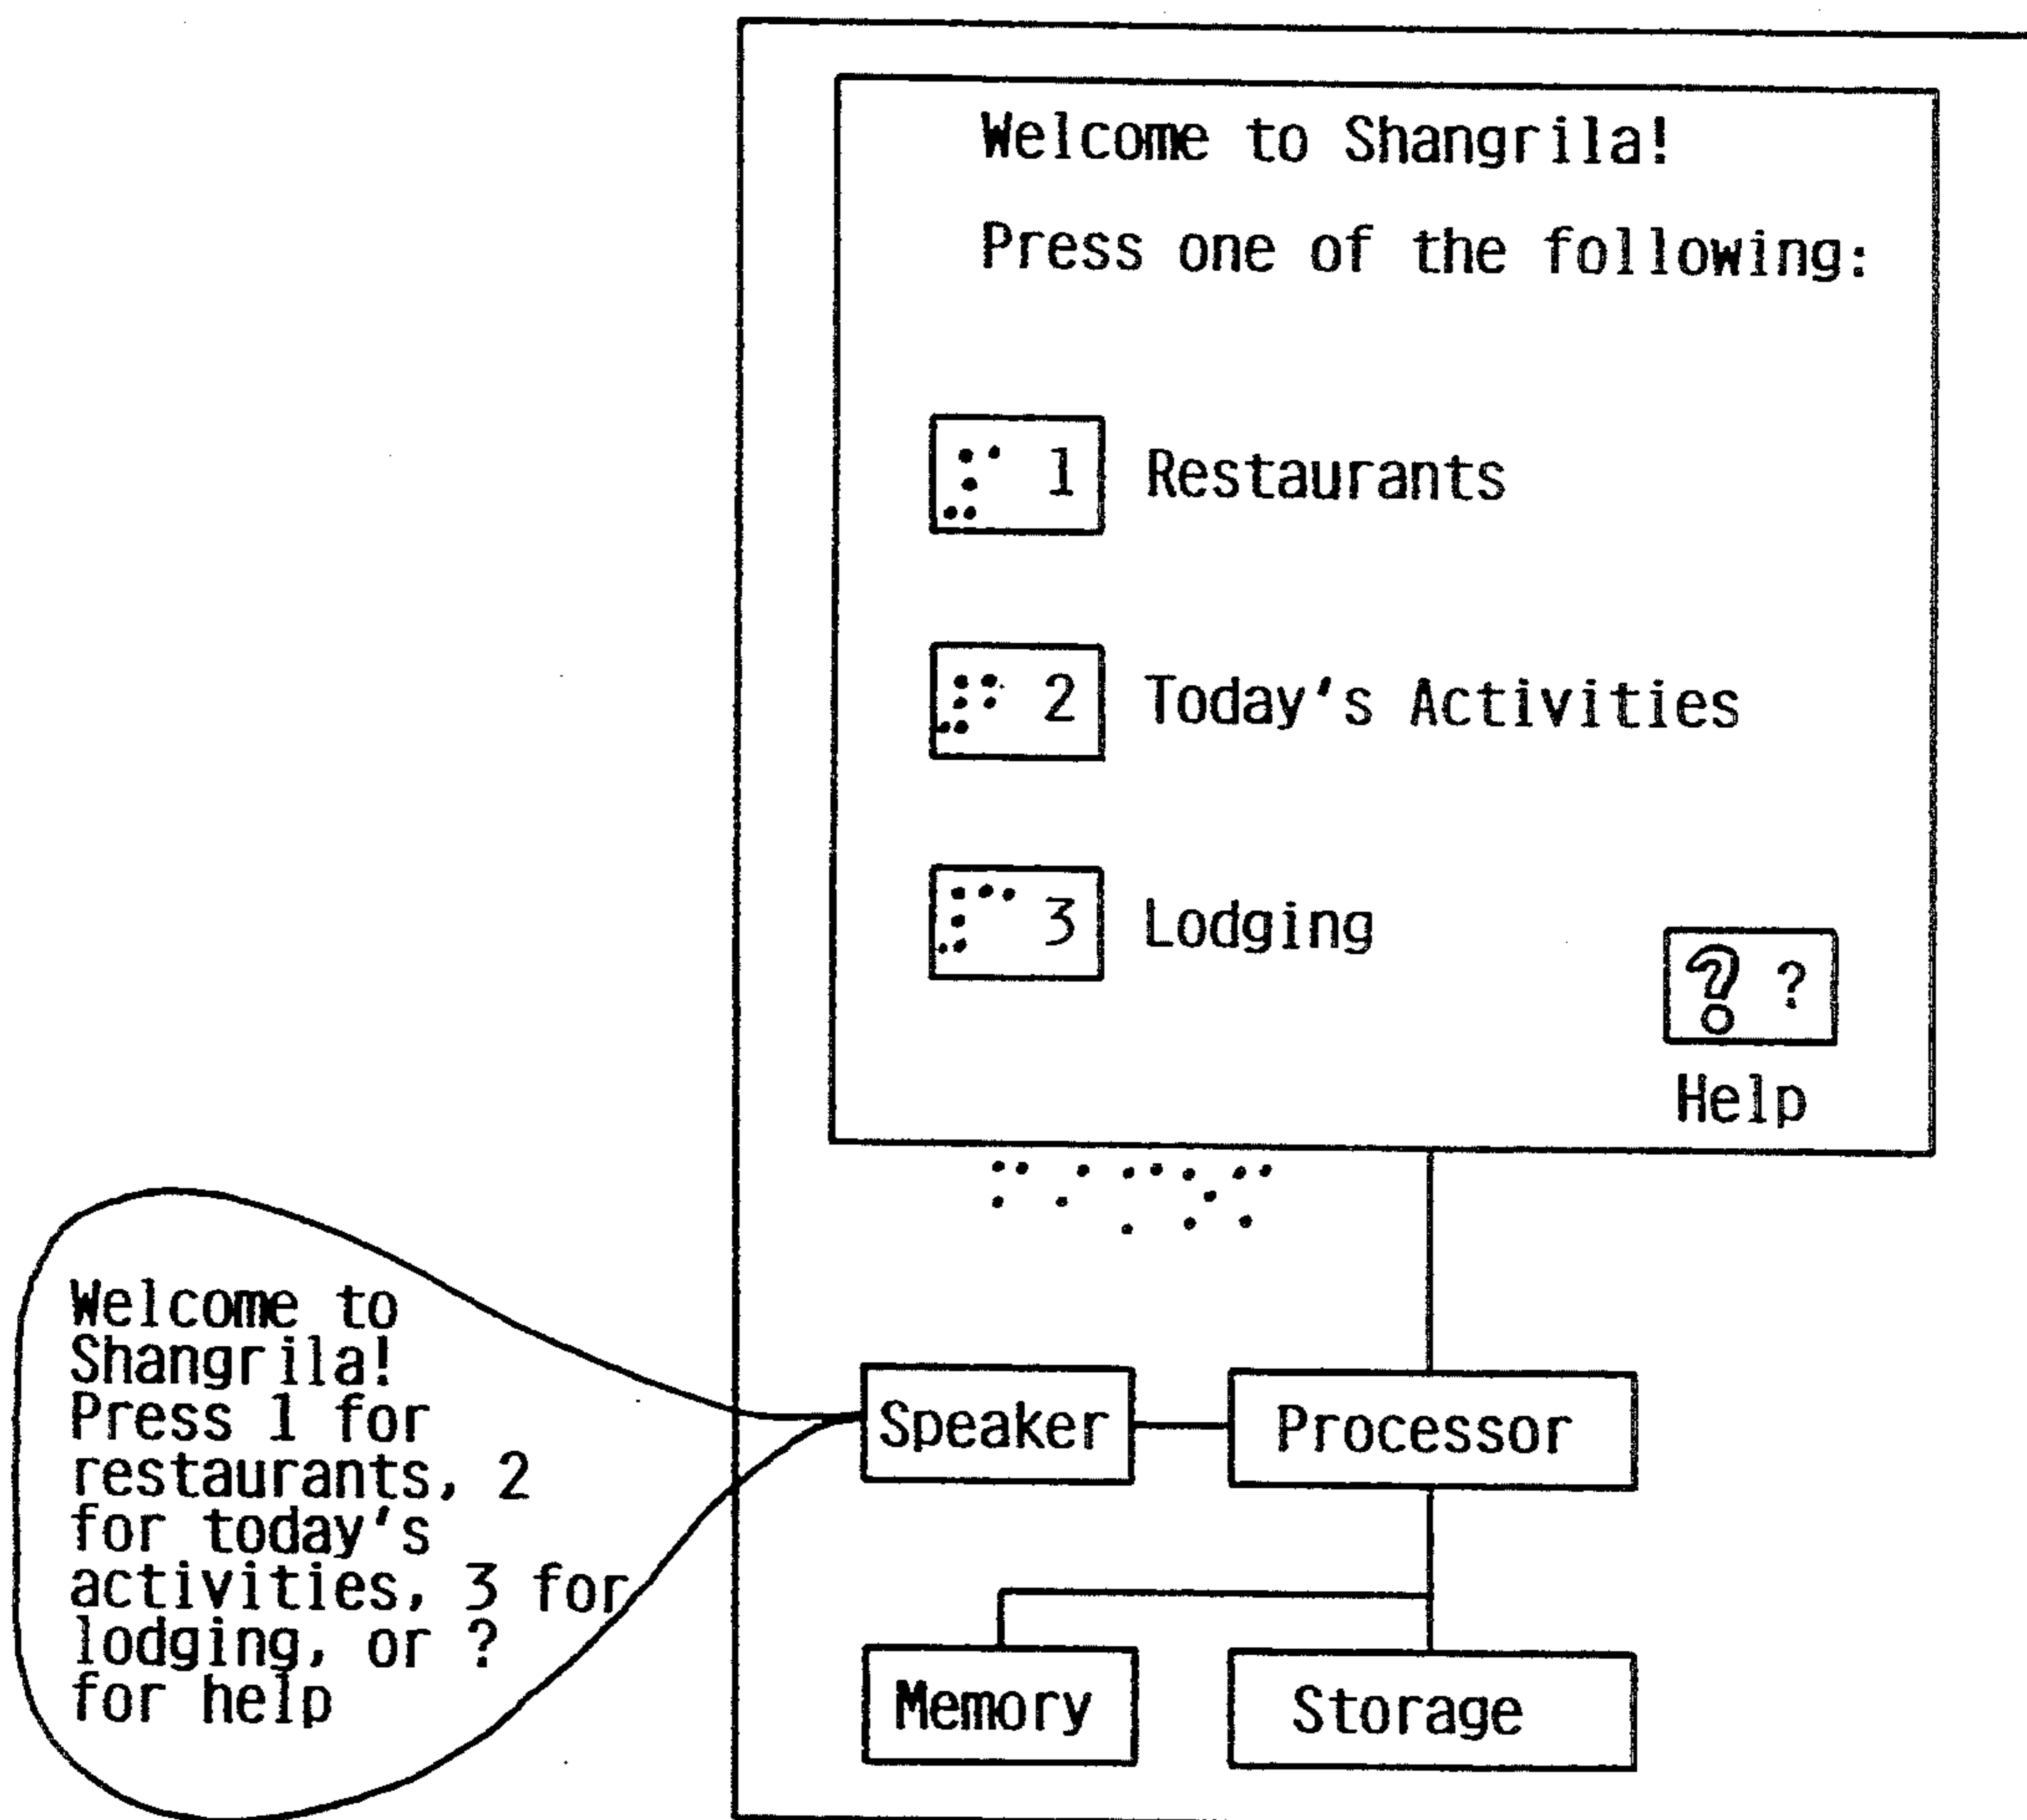 Welcome to Shangrila!
Press one of the following:
1 Restaurants
2 Today's Activities
3 Lodging
? ?
Help
Welcome to
Shangrila!
Press 1 for
restaurants, 2
for today's
activities, 3 for
lodging, or ?
for help
Speaker
Processor
Memory
Storage